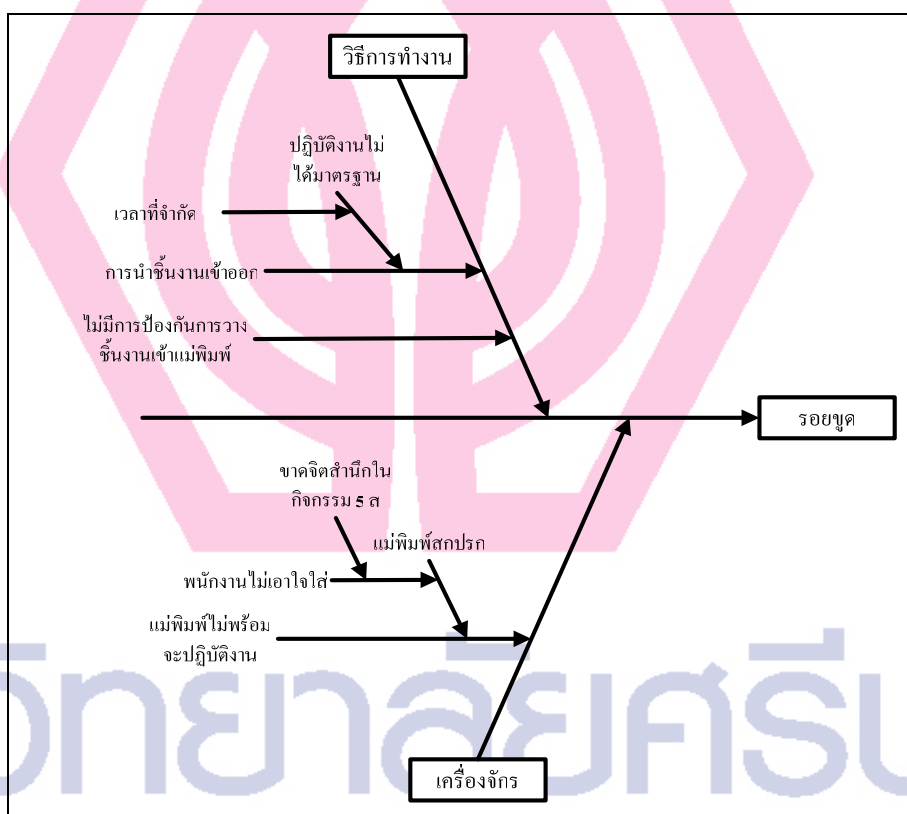 วิธีการทำงาน
ปฏิบัติงานไม่
ได้มาตรฐาน
เวลาที่จำกัด
การนำชิ้นงานเข้าออก
ไม่มีการป้องกันการวาง
ชิ้นงานเข้าแม่พิมพ์
รอยขูด
ขาดจิตสำนึกใน
กิจกรรม 5 ส
แม่พิมพ์สกปรก
พนักงานไม่เอาใจใส่
แม่พิมพ์ไม่พร้อม
จะปฏิบัติงาน
วิทยาลัยศรีป
เครื่องจักร